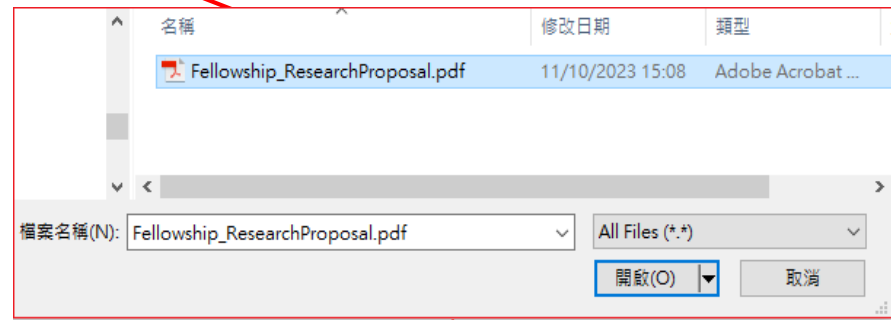 名稱 修改日期 類型
Fellowship_ResearchProposal.pdf 11/10/2023 15:08 Adobe Acrobat ...
檔案名稱(N): Fellowship_ResearchProposal.pdf All Files (*.*)
開啟(O) 取消